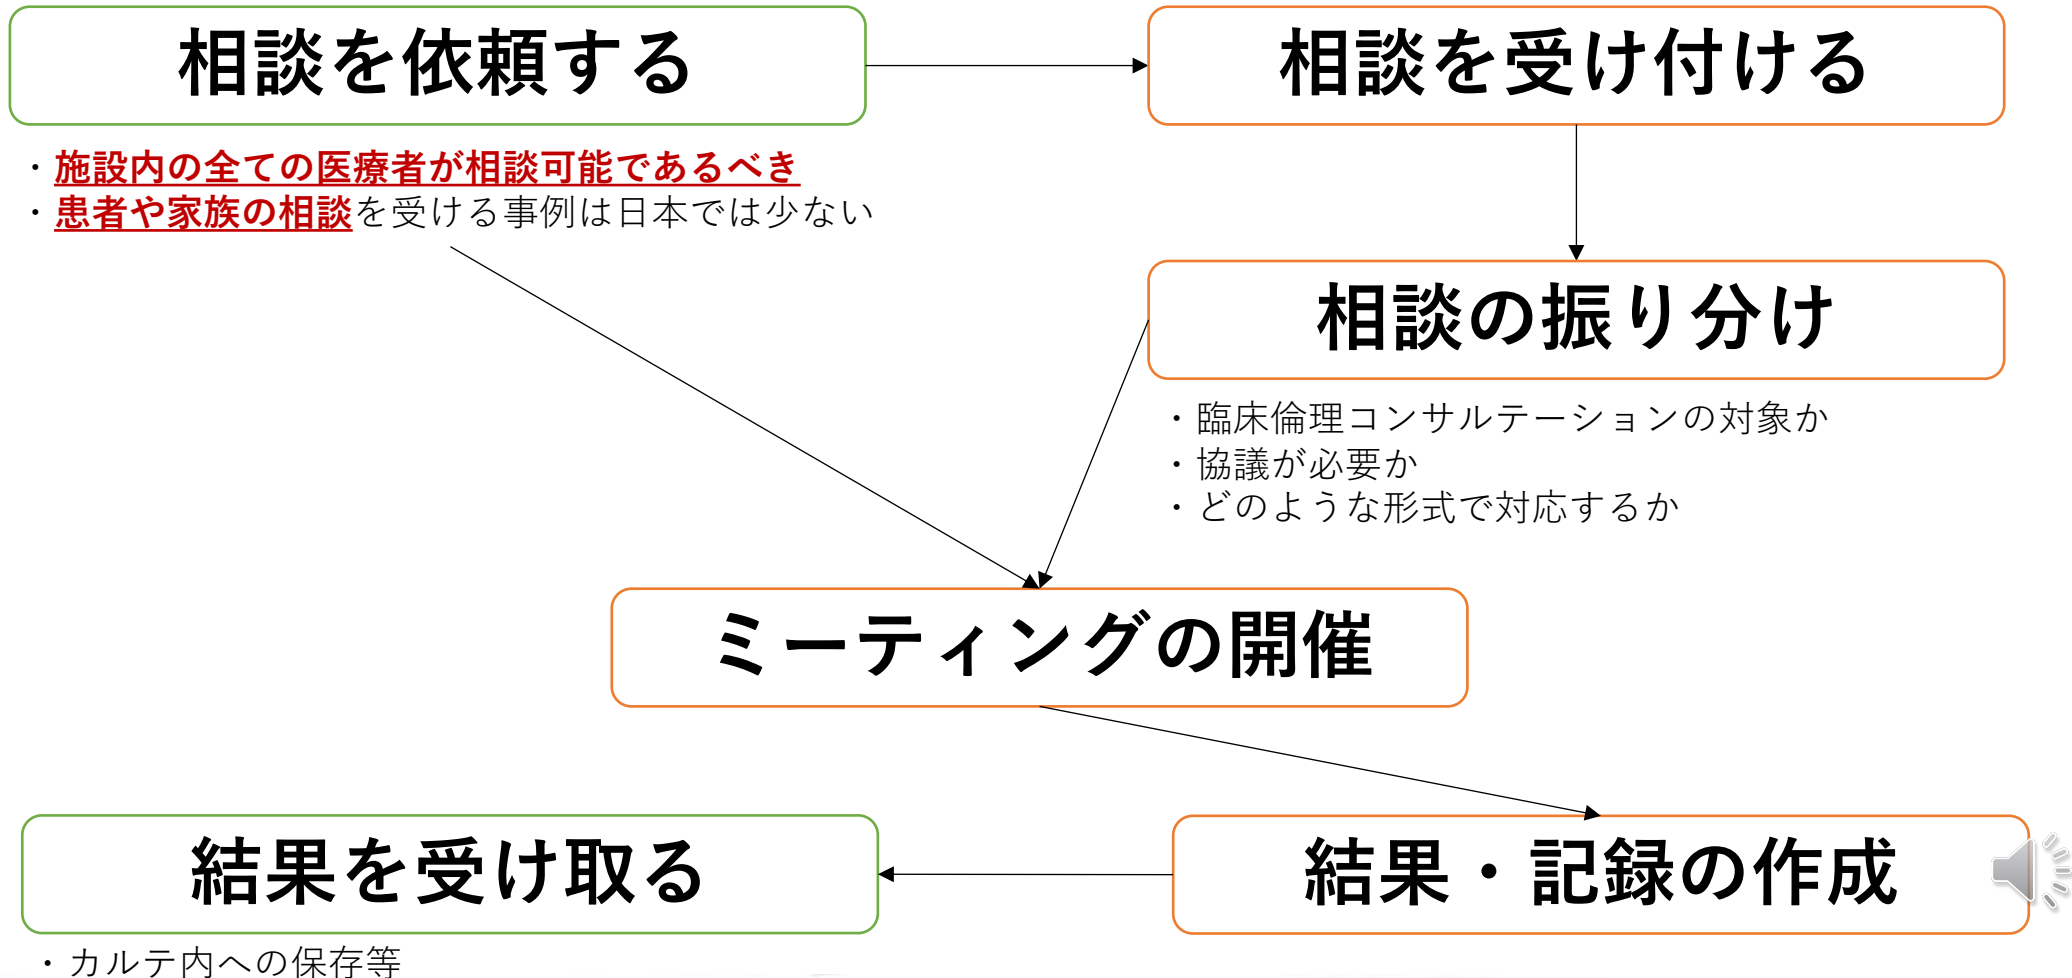 相談を依頼する
相談を受け付ける
・施設内の全ての医療者が相談可能であるべき
・患者や家族の相談を受ける事例は日本では少ない
相談の振り分け
・臨床倫理コンサルテーションの対象か
・協議が必要か
・どのような形式で対応するか
ミーティングの開催
結果を受け取る
結果・記録の作成
・カルテ内への保存等